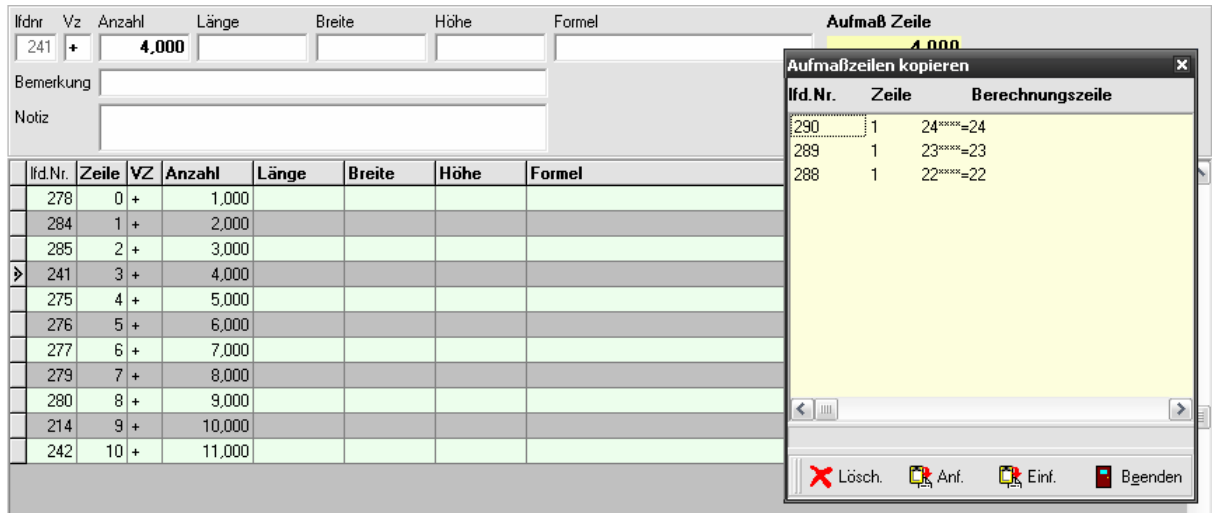 lfdnr Vz Anzahl Länge Breite Höhe Formel Aufmaß Zeile
241 + 4,000 4,000
Bemerkung
Notiz
lfd.Nr. Zeile VZ Anzahl Länge Breite Höhe Formel
278 0 + 1,000
284 1 + 2,000
285 2 + 3,000
241 3 + 4,000
275 4 + 5,000
276 5 + 6,000
277 6 + 7,000
279 7 + 8,000
280 8 + 9,000
214 9 + 10,000
242 10 + 11,000
Aufmaßzeilen kopieren
lfd.Nr. Zeile Berechnungszeile
290 1 24****=24
289 1 23****=23
288 1 22****=22
Lösch. Anf. Einf. Beenden